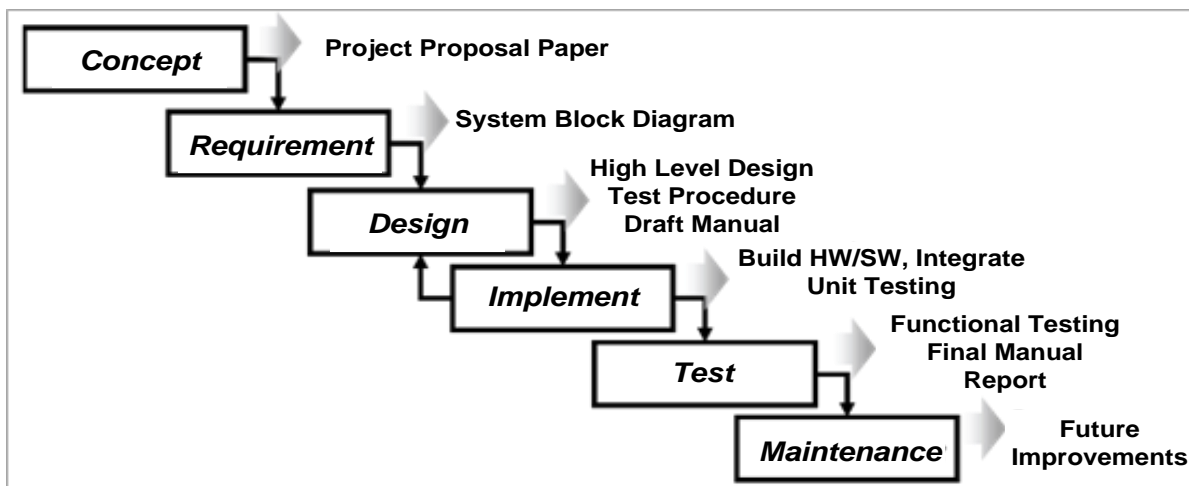 Concept
Project Proposal Paper
Requirement
System Block Diagram
Design
High Level Design
Test Procedure
Draft Manual
Implement
Build HW/SW, Integrate
Unit Testing
Test
Functional Testing
Final Manual
Report
Maintenance
Future
Improvements